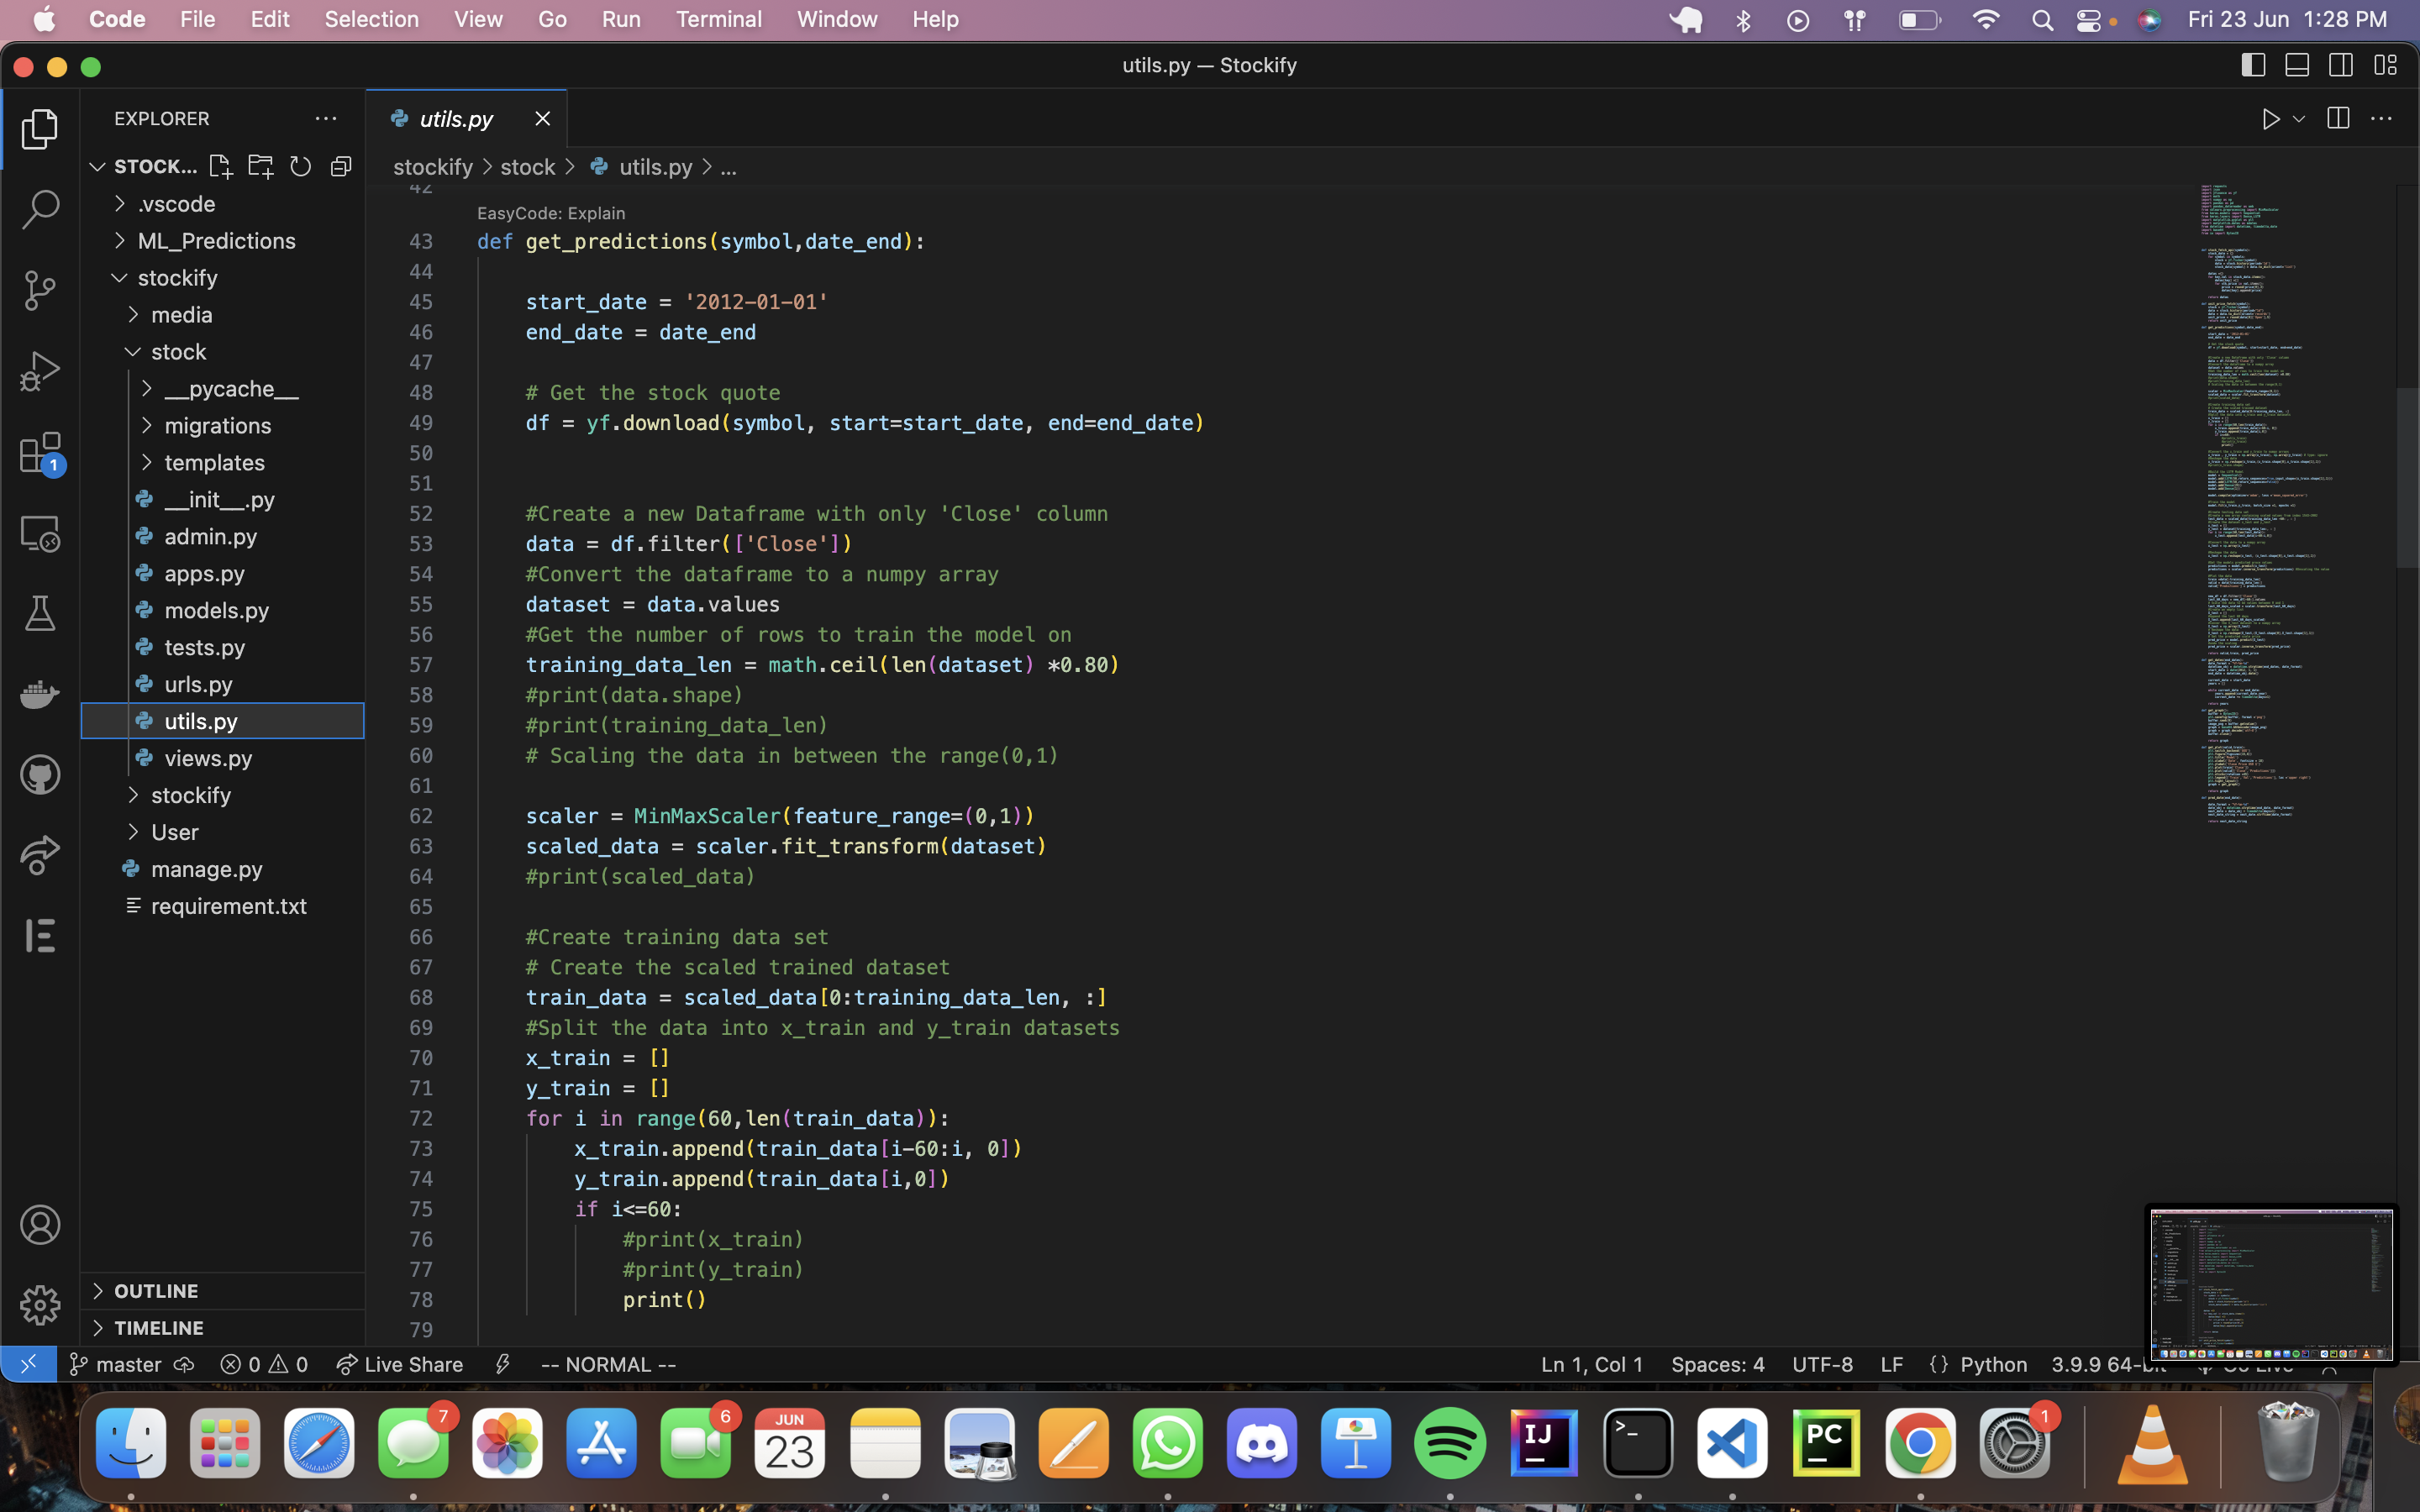 Code File Edit Selection View Go Run Terminal Window Help Fri 23 Jun 1:28 PM
utils.py — Stockify
EXPLORER
utils.py
STOCK...
stockify > stock > utils.py > ...
.vscode
ML_Predictions
stockify
media
stock
__pycache__
migrations
templates
__init__.py
admin.py
apps.py
models.py
tests.py
urls.py
utils.py
views.py
stockify
User
manage.py
requirement.txt
OUTLINE
TIMELINE
1
42
EasyCode: Explain
43 def get_predictions(symbol,date_end):
44
45 start_date = '2012-01-01'
46 end_date = date_end
47
48 # Get the stock quote
49 df = yf.download(symbol, start=start_date, end=end_date)
50
51
52 #Create a new Dataframe with only 'Close' column
53 data = df.filter(['Close'])
54 #Convert the dataframe to a numpy array
55 dataset = data.values
56 #Get the number of rows to train the model on
57 training_data_len = math.ceil(len(dataset) *0.80)
58 #print(data.shape)
59 #print(training_data_len)
60 # Scaling the data in between the range(0,1)
61
62 scaler = MinMaxScaler(feature_range=(0,1))
63 scaled_data = scaler.fit_transform(dataset)
64 #print(scaled_data)
65
66 #Create training data set
67 # Create the scaled trained dataset
68 train_data = scaled_data[0:training_data_len, :]
69 #Split the data into x_train and y_train datasets
70 x_train = []
71 y_train = []
72 for i in range(60,len(train_data)):
73 x_train.append(train_data[i-60:i, 0])
74 y_train.append(train_data[i,0])
75 if i<=60:
76 #print(x_train)
77 #print(y_train)
78 print()
79
master 0 0 Live Share -- NORMAL -- Ln 1, Col 1 Spaces: 4 UTF-8 LF {} Python 3.9.9 64-bit
7 6 JUN 1
23 IJ >_ PC